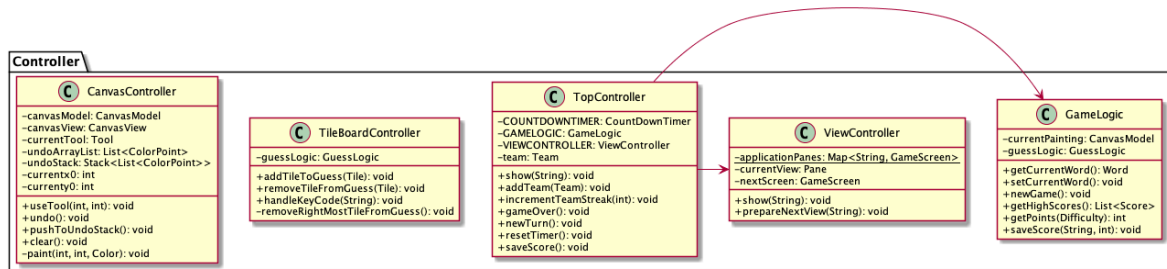 Controller
C CanvasController
-canvasModel: CanvasModel
-canvasView: CanvasView
-currentTool: Tool
-undoArrayList: List<ColorPoint>
-undoStack: Stack<List<ColorPoint>>
-currentx0: int
-currenty0: int
+useTool(int, int): void
+undo(): void
+pushToUndoStack(): void
+clear(): void
-paint(int, int, Color): void
C TileBoardController
-guessLogic: GuessLogic
+addTileToGuess(Tile): void
+removeTileFromGuess(Tile): void
+handleKeyCode(String): void
-removeRightMostTileFromGuess(): void
C TopController
-COUNTDOWNTIMER: CountDownTimer
-GAMELOGIC: GameLogic
-VIEWCONTROLLER: ViewController
-team: Team
+show(String): void
+addTeam(Team): void
+incrementTeamStreak(int): void
+gameOver(): void
+newTurn(): void
+resetTimer(): void
+saveScore(): void
C ViewController
-applicationPanes: Map<String, GameScreen>
-currentView: Pane
-nextScreen: GameScreen
+show(String): void
+prepareNextView(String): void
C GameLogic
-currentPainting: CanvasModel
-guessLogic: GuessLogic
+getCurrentWord(): Word
+setCurrentWord(): void
+newGame(): void
+getHighScores(): List<Score>
+getPoints(Difficulty): int
+saveScore(String, int): void